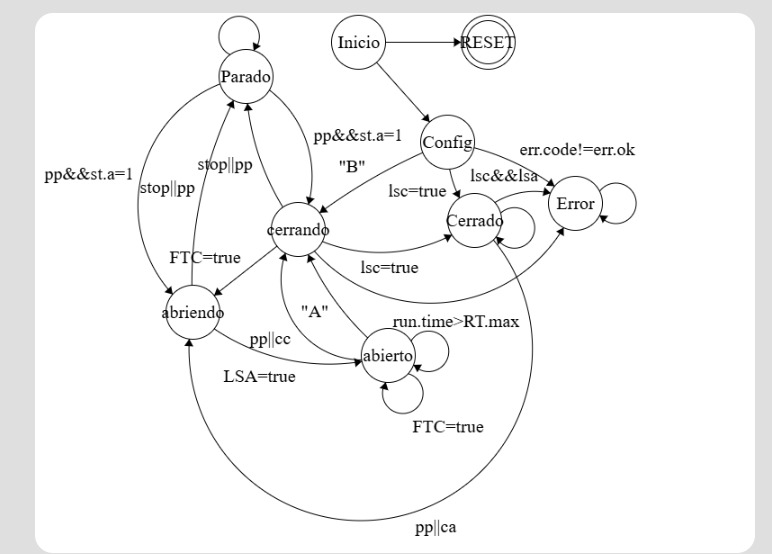 Inicio
RESET
Parado
pp&&st.a=1
Config
err.code!=err.ok
"B"
stop||pp
pp&&st.a=1
lsc&&lsa
stop||pp
lsc=true
Error
Cerrado
cerrando
FTC=true
lsc=true
abriendo
"A"
run.time>RT.max
pp||cc
abierto
LSA=true
FTC=true
pp||ca